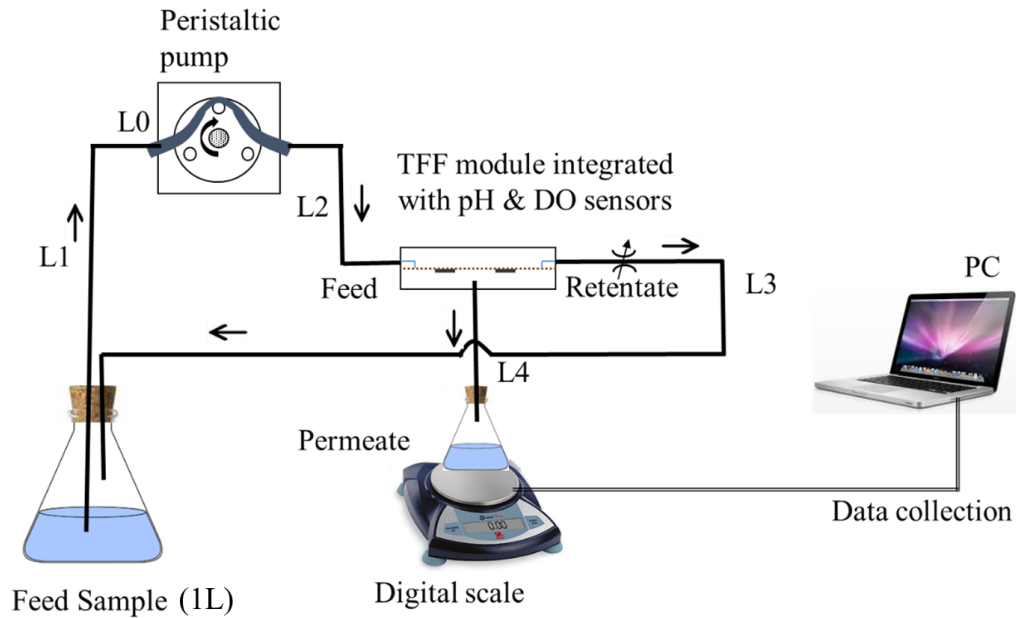 Peristaltic
pump
L0
TFF module integrated
with pH & DO sensors
L2
L1
Feed
Retentate
L3
PC
L4
Permeate
0.00
Data collection
Digital scale
Feed Sample (1L)